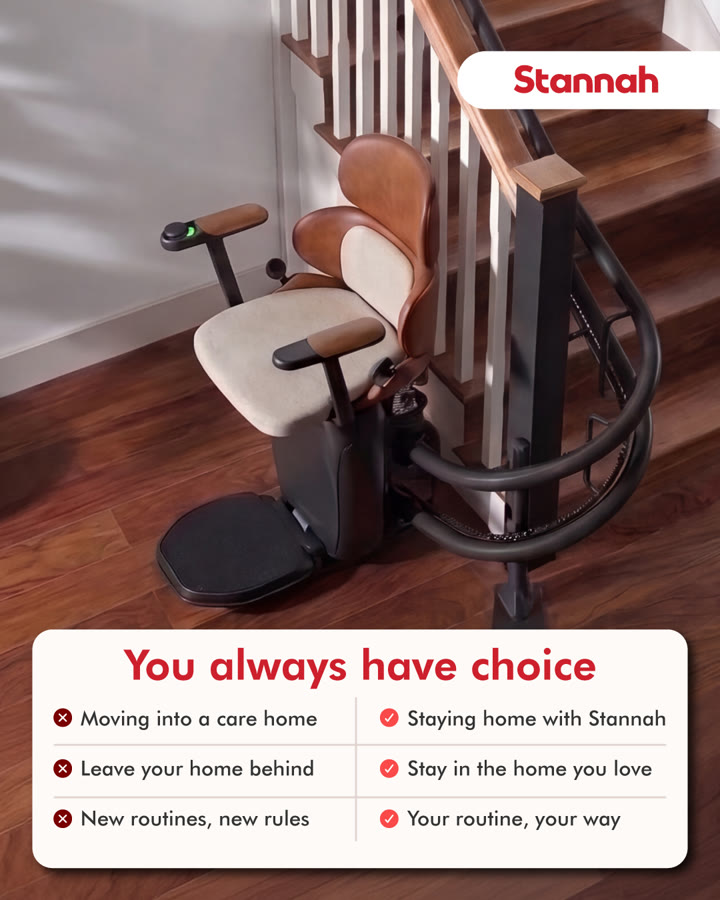 Stannah
You always have choice
Moving into a care home
Staying home with Stannah
Leave your home behind
Stay in the home you love
New routines, new rules
Your routine, your way